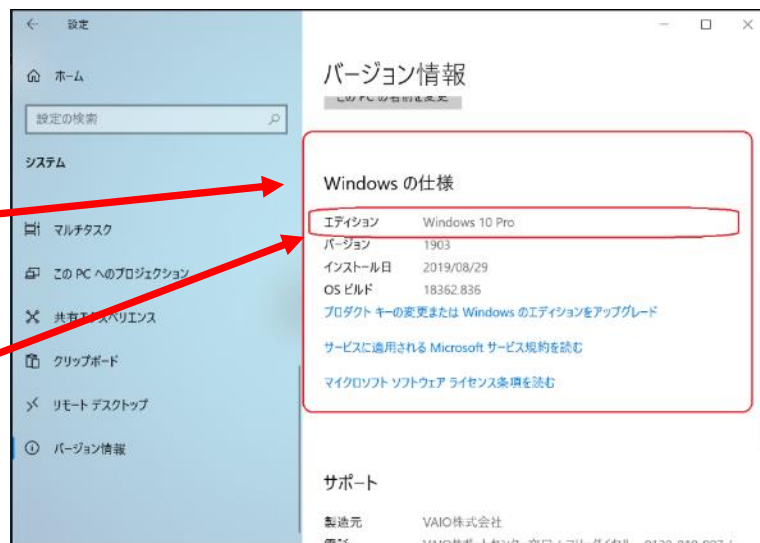 設定
ホーム
設定の検索
システム
マルチタスク
この PC へのプロジェクション
共有エクスペリエンス
クリップボード
リモート デスクトップ
バージョン情報
バージョン情報
この PC の名前を変更
Windows の仕様
エディション Windows 10 Pro
バージョン 1903
インストール日 2019/08/29
OS ビルド 18362.836
プロダクト キーの変更または Windows のエディションをアップグレード
サービスに適用される Microsoft サービス規約を読む
マイクロソフト ソフトウェア ライセンス条項を読む
サポート
製造元 VAIO株式会社